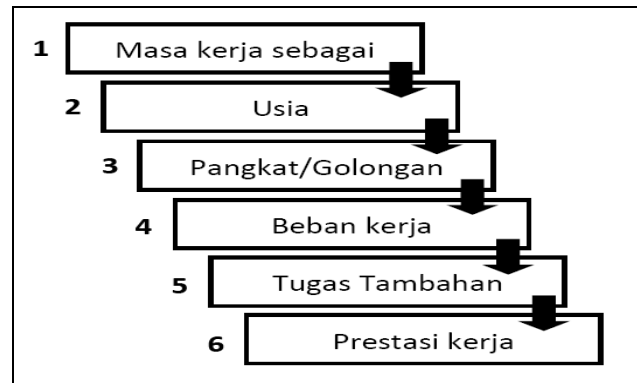 1 Masa kerja sebagai
2 Usia
3 Pangkat/Golongan
4 Beban kerja
5 Tugas Tambahan
6 Prestasi kerja